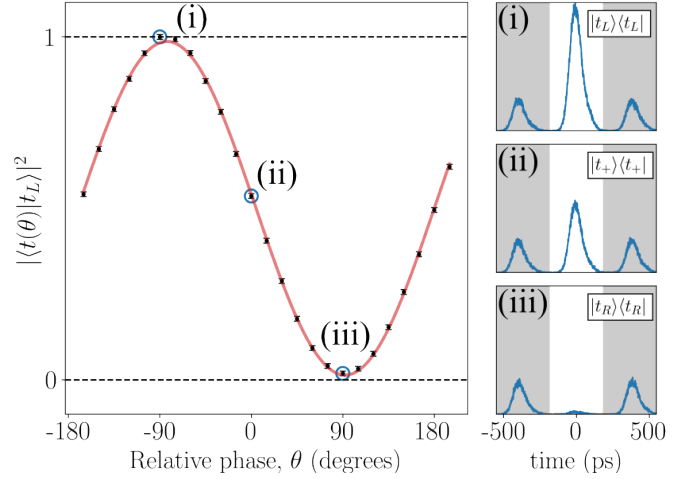 (i)
1
(ii)
|⟨t(θ)|t_L⟩|²
(iii)
0
-180 -90 0 90 180
Relative phase, θ (degrees)
(i) |t_L⟩⟨t_L|
(ii) |t_+⟩⟨t_+|
(iii) |t_R⟩⟨t_R|
-500 0 500
time (ps)